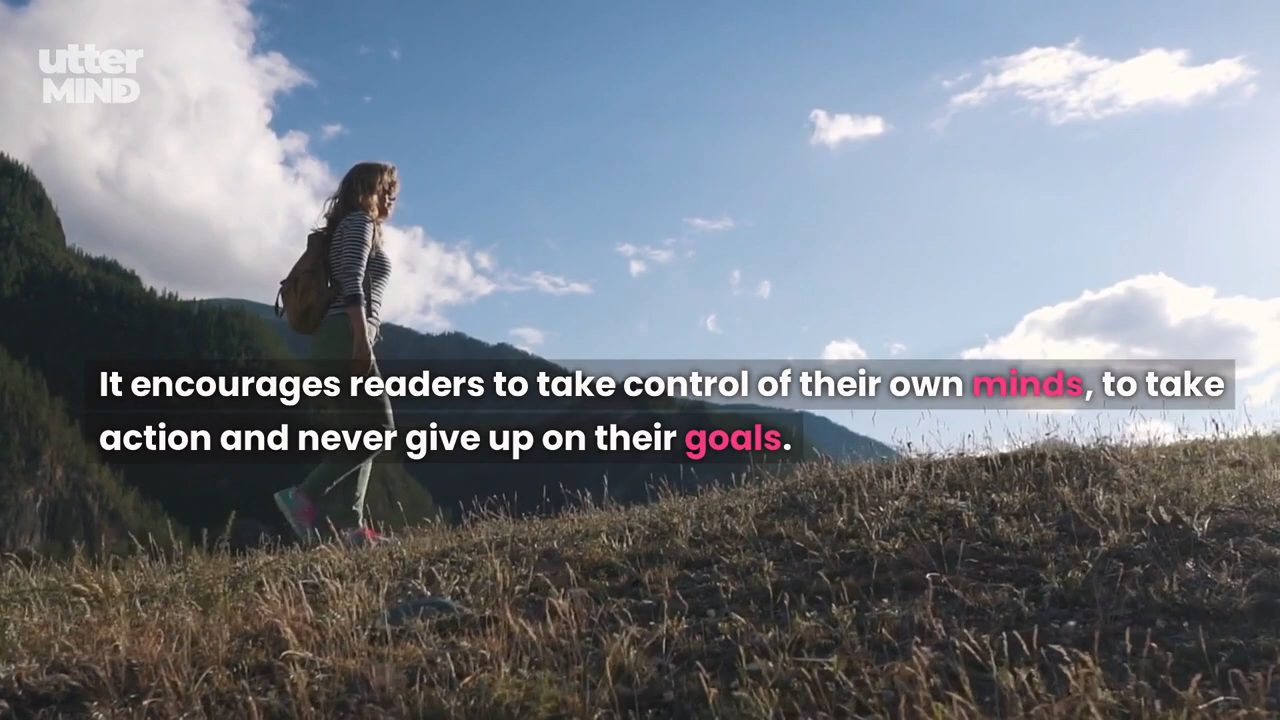 utter
MIND
It encourages readers to take control of their own minds, to take
action and never give up on their goals.